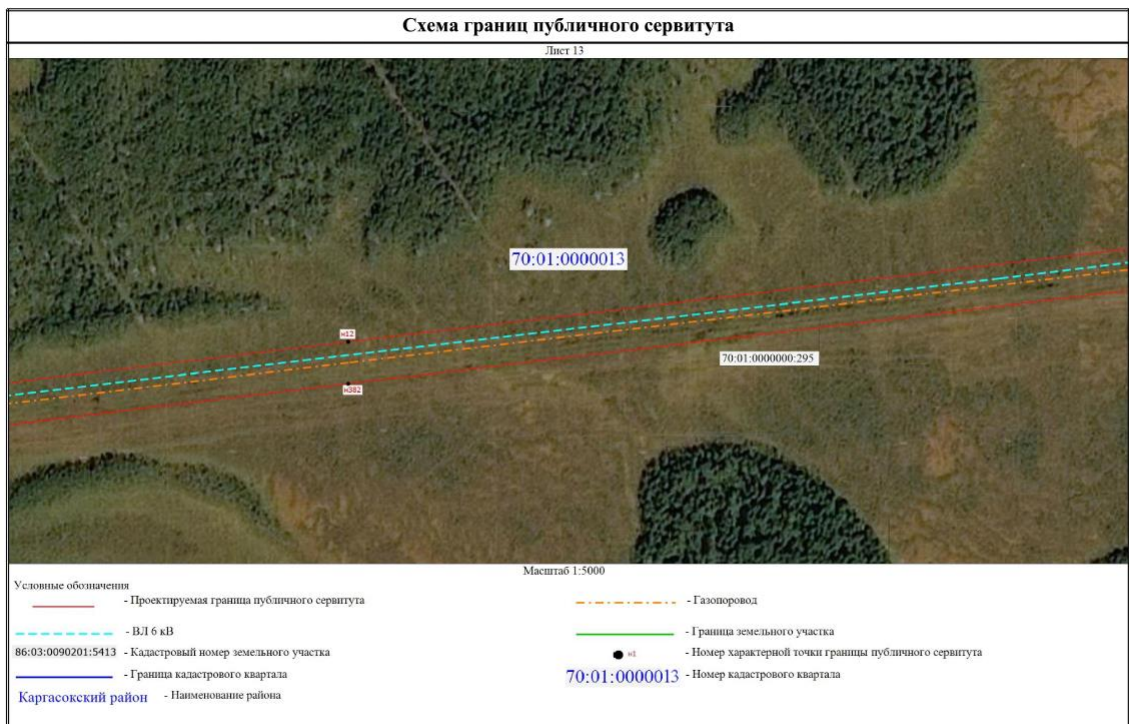 Схема границ публичного сервитута
Лист 13
70:01:0000013
н12
70:01:0000000:295
н382
Масштаб 1:5000
Условные обозначения
- Проектируемая граница публичного сервитута
- Газопоровод
- ВЛ 6 кВ
- Граница земельного участка
86:03:0090201:5413 - Кадастровый номер земельного участка
н1 - Номер характерной точки границы публичного сервитута
- Граница кадастрового квартала
70:01:0000013 - Номер кадастрового квартала
Каргасокский район - Наименование района